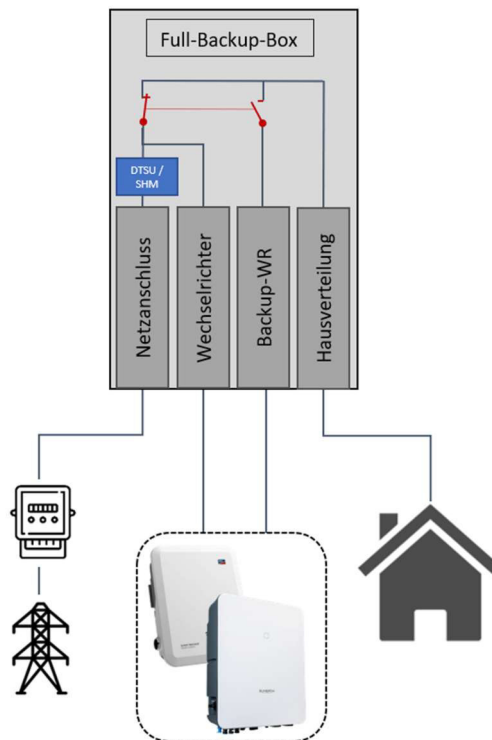 Full-Backup-Box
DTSU /
SHM
Netzanschluss
Wechselrichter
Backup-WR
Hausverteilung